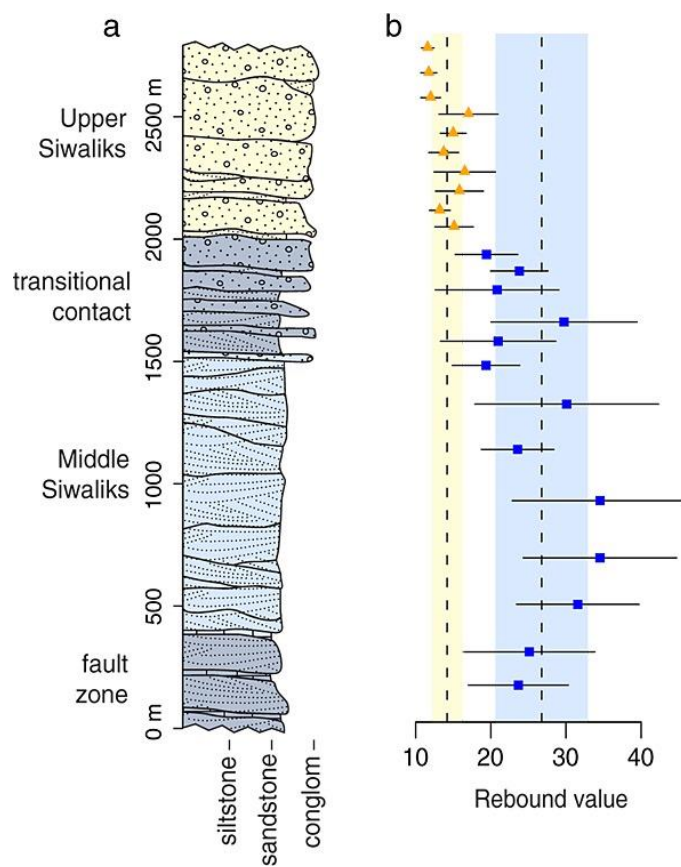 a
b
Upper
Siwaliks
transitional
contact
Middle
Siwaliks
fault
zone
2500 m
2000
1500
1000
500
0 m
siltstone
sandstone
conglom
10 20 30 40
Rebound value